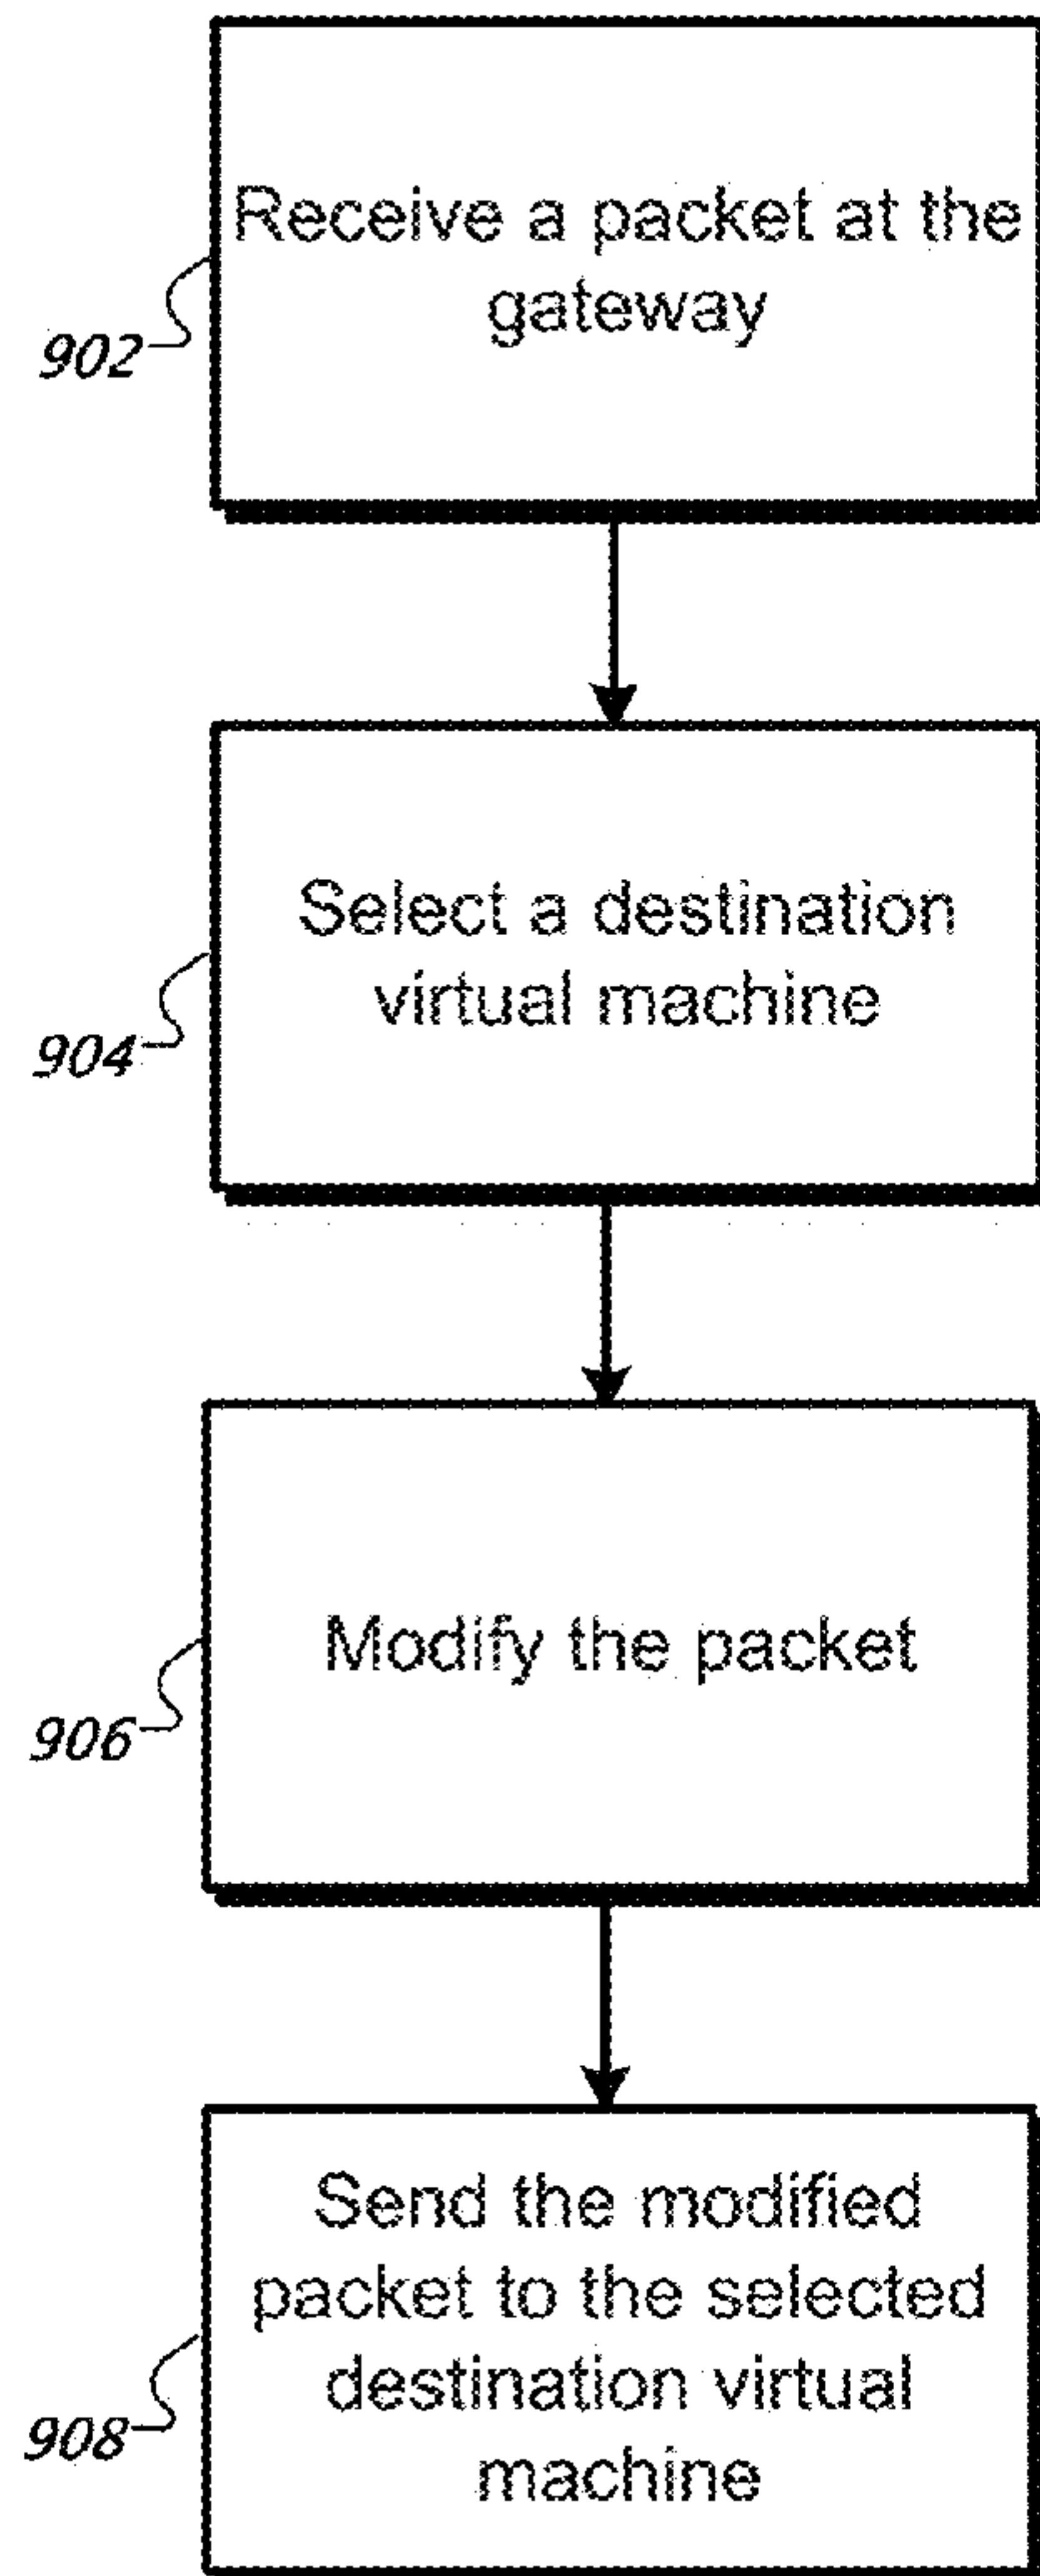 Receive a packet at the
gateway
902
Select a destination
virtual machine
904
Modify the packet
906
Send the modified
packet to the selected
destination virtual
machine
908